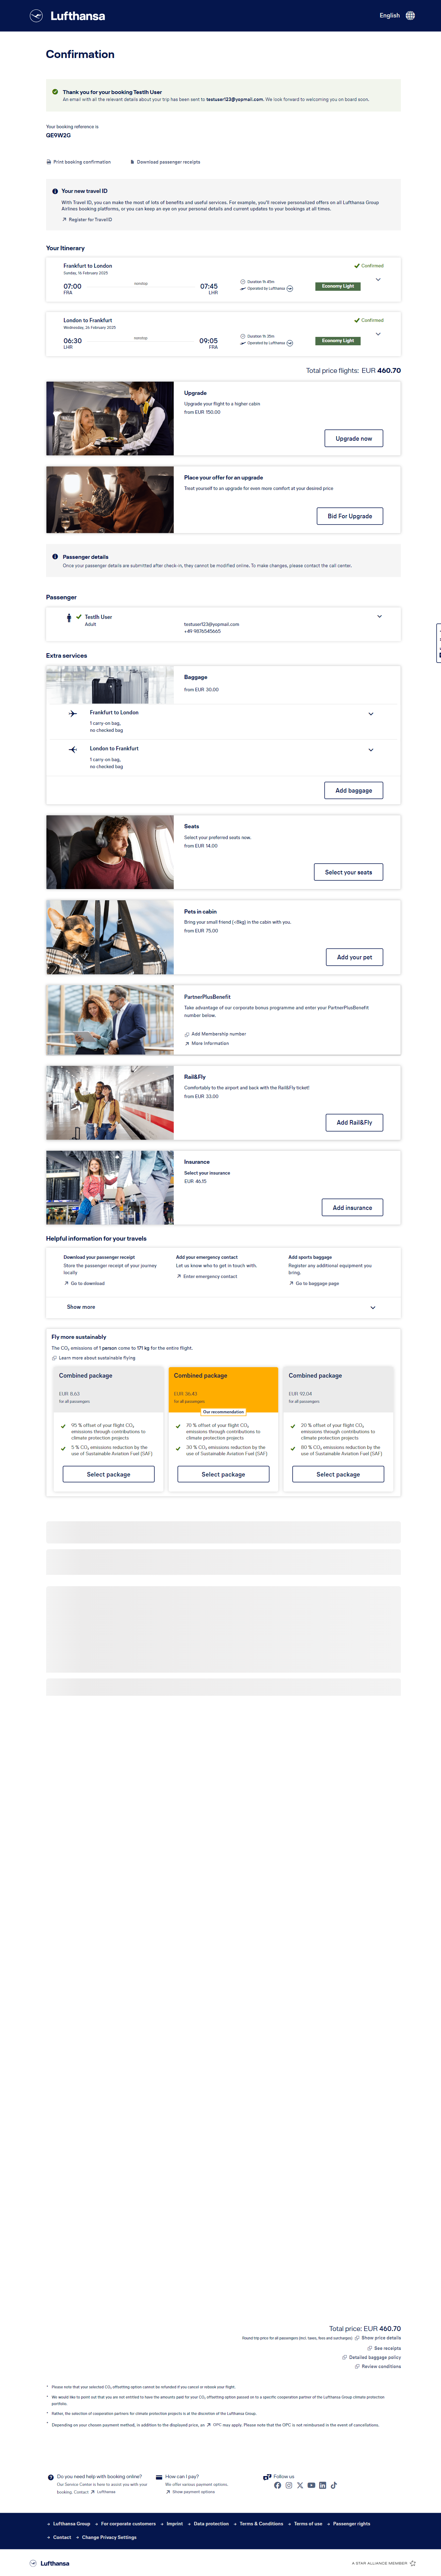 Lufthansa
English
Confirmation
Thank you for your booking Testlh User
An email with all the relevant details about your trip has been sent to testuser123@yopmail.com. We look forward to welcoming you on board soon.
Your booking reference is
QE9W2G
Print booking confirmation
Download passenger receipts
Your new travel ID
With Travel ID, you can make the most of lots of benefits and useful services. For example, you'll receive personalized offers on all Lufthansa Group
Airlines booking platforms, or you can keep an eye on your personal details and current updates to your bookings at all times.
Register for TravelID
Your Itinerary
Frankfurt to London
Confirmed
Sunday, 16 February 2025
07:00
nonstop
07:45
FRA
LHR
Duration 1h 45m
Operated by Lufthansa
Economy Light
London to Frankfurt
Confirmed
Wednesday, 26 February 2025
06:30
nonstop
09:05
LHR
FRA
Duration 1h 35m
Operated by Lufthansa
Economy Light
Total price flights: EUR 460.70
Upgrade
Upgrade your flight to a higher cabin
from EUR 150.00
Upgrade now
Place your offer for an upgrade
Treat yourself to an upgrade for even more comfort at your desired price
Bid For Upgrade
Passenger details
Once your passenger details are submitted after check-in, they cannot be modified online. To make changes, please contact the call center.
Passenger
Testlh User
Adult
testuser123@yopmail.com
+49 9876545665
Extra services
Baggage
from EUR 30.00
Frankfurt to London
1 carry-on bag,
no checked bag
London to Frankfurt
1 carry-on bag,
no checked bag
Add baggage
Seats
Select your preferred seats now.
from EUR 14.00
Select your seats
Pets in cabin
Bring your small friend (<8kg) in the cabin with you.
from EUR 75.00
Add your pet
PartnerPlusBenefit
Take advantage of our corporate bonus programme and enter your PartnerPlusBenefit
number below.
Add Membership number
More Information
Rail&Fly
Comfortably to the airport and back with the Rail&Fly ticket!
from EUR 33.00
Add Rail&Fly
Insurance
Select your insurance
EUR 46.15
Add insurance
Helpful information for your travels
Download your passenger receipt
Store the passenger receipt of your journey
locally
Go to download
Add your emergency contact
Let us know who to get in touch with.
Enter emergency contact
Add sports baggage
Register any additional equipment you
bring.
Go to baggage page
Show more
Fly more sustainably
The CO₂ emissions of 1 person come to 171 kg for the entire flight.
Learn more about sustainable flying
Combined package
EUR 8.63
for all passengers
95 % offset of your flight CO₂
emissions through contributions to
climate protection projects
5 % CO₂ emissions reduction by the
use of Sustainable Aviation Fuel (SAF)
Select package
Combined package
EUR 36.43
for all passengers
Our recommendation
70 % offset of your flight CO₂
emissions through contributions to
climate protection projects
30 % CO₂ emissions reduction by the
use of Sustainable Aviation Fuel (SAF)
Select package
Combined package
EUR 92.04
for all passengers
20 % offset of your flight CO₂
emissions through contributions to
climate protection projects
80 % CO₂ emissions reduction by the
use of Sustainable Aviation Fuel (SAF)
Select package
Total price: EUR 460.70
Round trip price for all passengers (incl. taxes, fees and surcharges)
Show price details
See receipts
Detailed baggage policy
Review conditions
* Please note that your selected CO₂ offsetting option cannot be refunded if you cancel or rebook your flight.
* We would like to point out that you are not entitled to have the amounts paid for your CO₂ offsetting option passed on to a specific cooperation partner of the Lufthansa Group climate protection
portfolio.
* Rather, the selection of cooperation partners for climate protection projects is at the discretion of the Lufthansa Group.
* Depending on your chosen payment method, in addition to the displayed price, an OPC may apply. Please note that the OPC is not reimbursed in the event of cancellations.
Do you need help with booking online?
Our Service Center is here to assist you with your
booking. Contact Lufthansa
How can I pay?
We offer various payment options.
Show payment options
Follow us
Lufthansa Group
For corporate customers
Imprint
Data protection
Terms & Conditions
Terms of use
Passenger rights
Contact
Change Privacy Settings
Lufthansa
A STAR ALLIANCE MEMBER